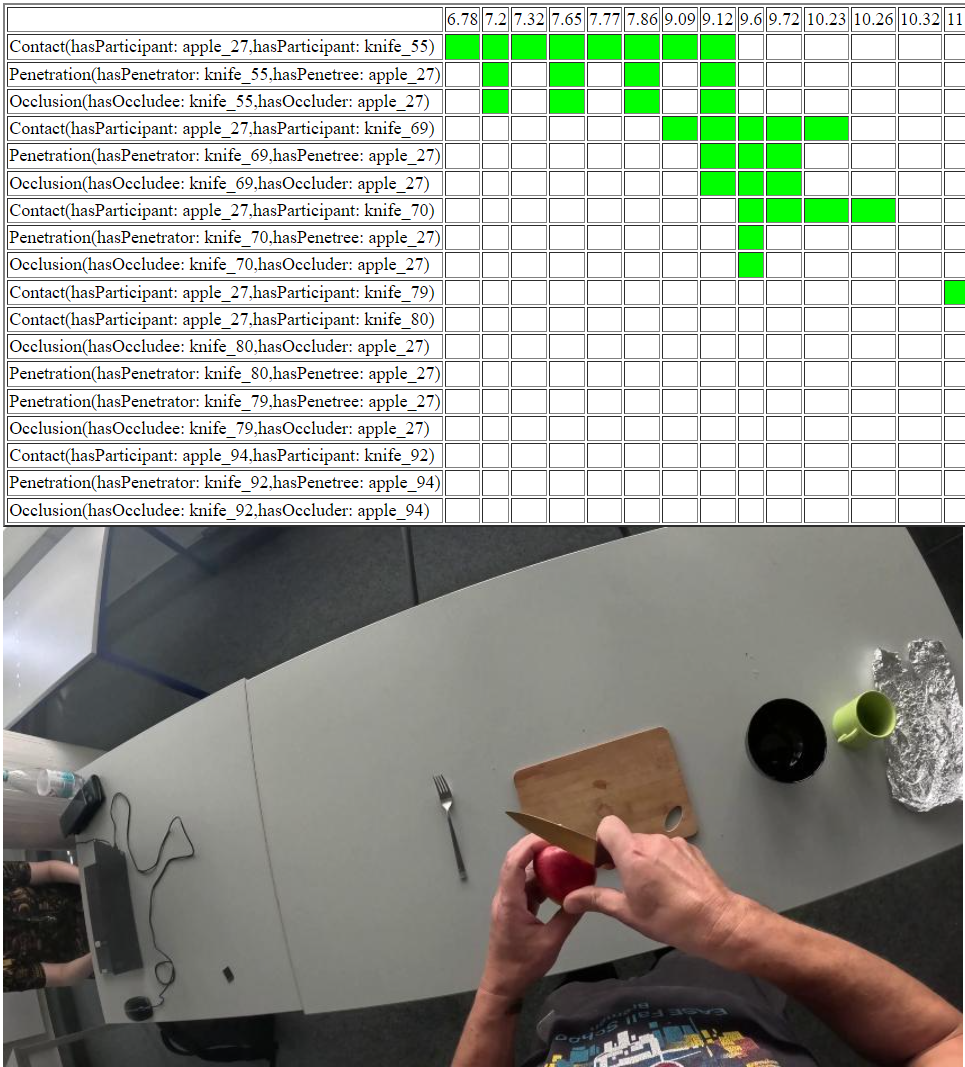 6.78 7.2 7.32 7.65 7.77 7.86 9.09 9.12 9.6 9.72 10.23 10.26 10.32 11
Contact(hasParticipant: apple_27,hasParticipant: knife_55)
Penetration(hasPenetrator: knife_55,hasPenetree: apple_27)
Occlusion(hasOccludee: knife_55,hasOccluder: apple_27)
Contact(hasParticipant: apple_27,hasParticipant: knife_69)
Penetration(hasPenetrator: knife_69,hasPenetree: apple_27)
Occlusion(hasOccludee: knife_69,hasOccluder: apple_27)
Contact(hasParticipant: apple_27,hasParticipant: knife_70)
Penetration(hasPenetrator: knife_70,hasPenetree: apple_27)
Occlusion(hasOccludee: knife_70,hasOccluder: apple_27)
Contact(hasParticipant: apple_27,hasParticipant: knife_79)
Contact(hasParticipant: apple_27,hasParticipant: knife_80)
Occlusion(hasOccludee: knife_80,hasOccluder: apple_27)
Penetration(hasPenetrator: knife_80,hasPenetree: apple_27)
Penetration(hasPenetrator: knife_79,hasPenetree: apple_27)
Occlusion(hasOccludee: knife_79,hasOccluder: apple_27)
Contact(hasParticipant: apple_94,hasParticipant: knife_92)
Penetration(hasPenetrator: knife_92,hasPenetree: apple_94)
Occlusion(hasOccludee: knife_92,hasOccluder: apple_94)
EASE Fall School